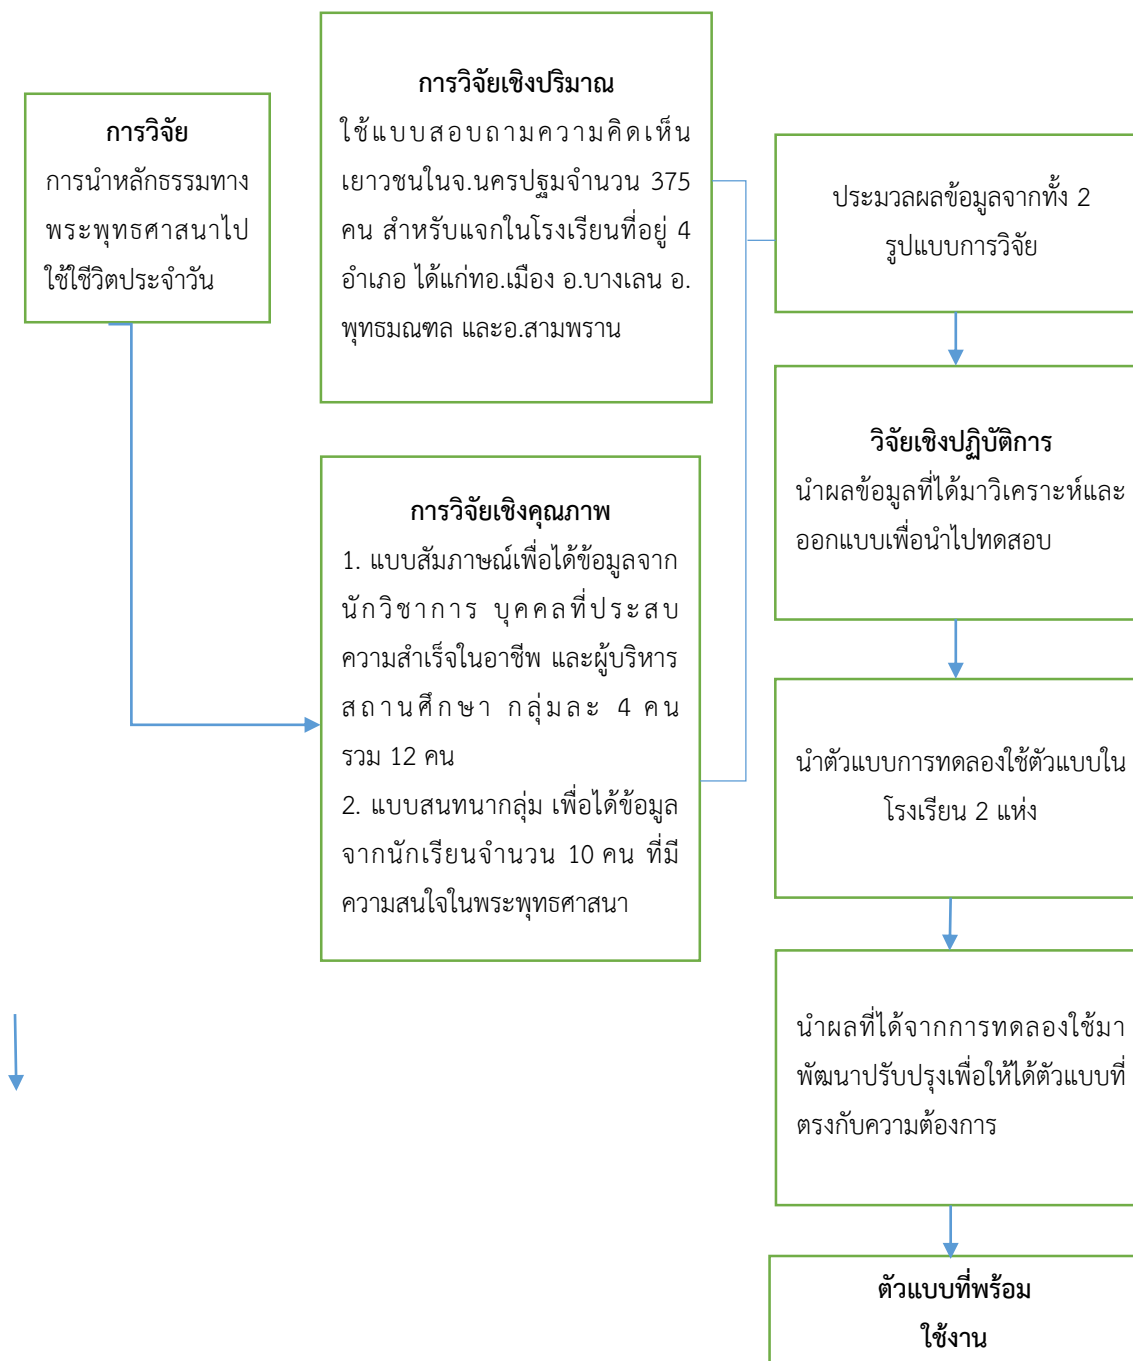 การวิจัย
การนำหลักธรรมทาง
พระพุทธศาสนาไป
ใช้ใชีวิตประจำวัน
การวิจัยเชิงปริมาณ
ใช้แบบสอบถามความคิดเห็น
เยาวชนในจ.นครปฐมจำนวน 375
คน สำหรับแจกในโรงเรียนที่อยู่ 4
อำเภอ ได้แก่ทอ.เมือง อ.บางเลน อ.
พุทธมณฑล และอ.สามพราน
การวิจัยเชิงคุณภาพ
1. แบบสัมภาษณ์เพื่อได้ข้อมูลจาก
นักวิชาการ บุคคลที่ประสบ
ความสำเร็จในอาชีพ และผู้บริหาร
สถานศึกษา กลุ่มละ 4 คน
รวม 12 คน
2. แบบสนทนากลุ่ม เพื่อได้ข้อมูล
จากนักเรียนจำนวน 10 คน ที่มี
ความสนใจในพระพุทธศาสนา
ประมวลผลข้อมูลจากทั้ง 2
รูปแบบการวิจัย
วิจัยเชิงปฏิบัติการ
นำผลข้อมูลที่ได้มาวิเคราะห์และ
ออกแบบเพื่อนำไปทดสอบ
นำตัวแบบการทดลองใช้ตัวแบบใน
โรงเรียน 2 แห่ง
นำผลที่ได้จากการทดลองใช้มา
พัฒนาปรับปรุงเพื่อให้ได้ตัวแบบที่
ตรงกับความต้องการ
ตัวแบบที่พร้อม
ใช้งาน